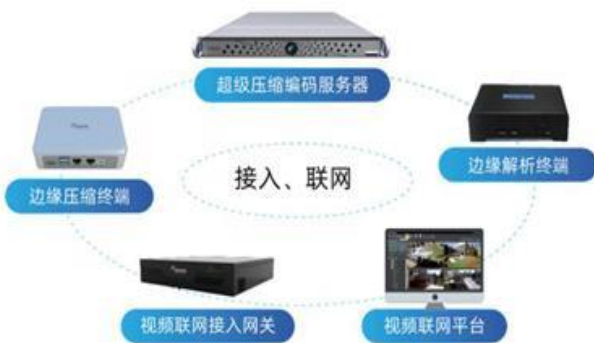 超级压缩编码服务器
边缘压缩终端
边缘解析终端
接入、联网
视频联网接入网关
视频联网平台